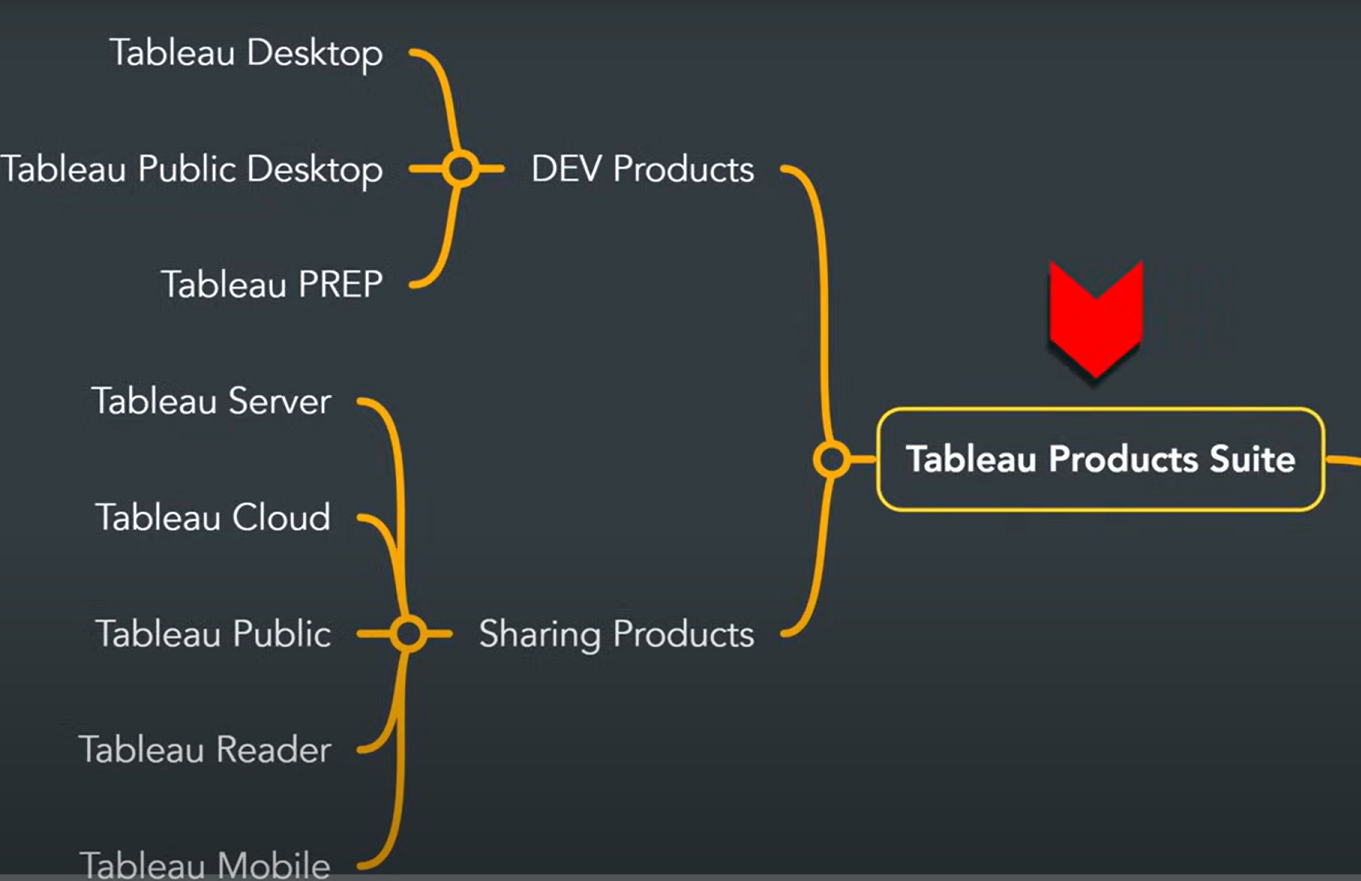 Tableau Desktop
Tableau Public Desktop
DEV Products
Tableau PREP
Tableau Server
Tableau Products Suite
Tableau Cloud
Tableau Public
Sharing Products
Tableau Reader
Tableau Mobile